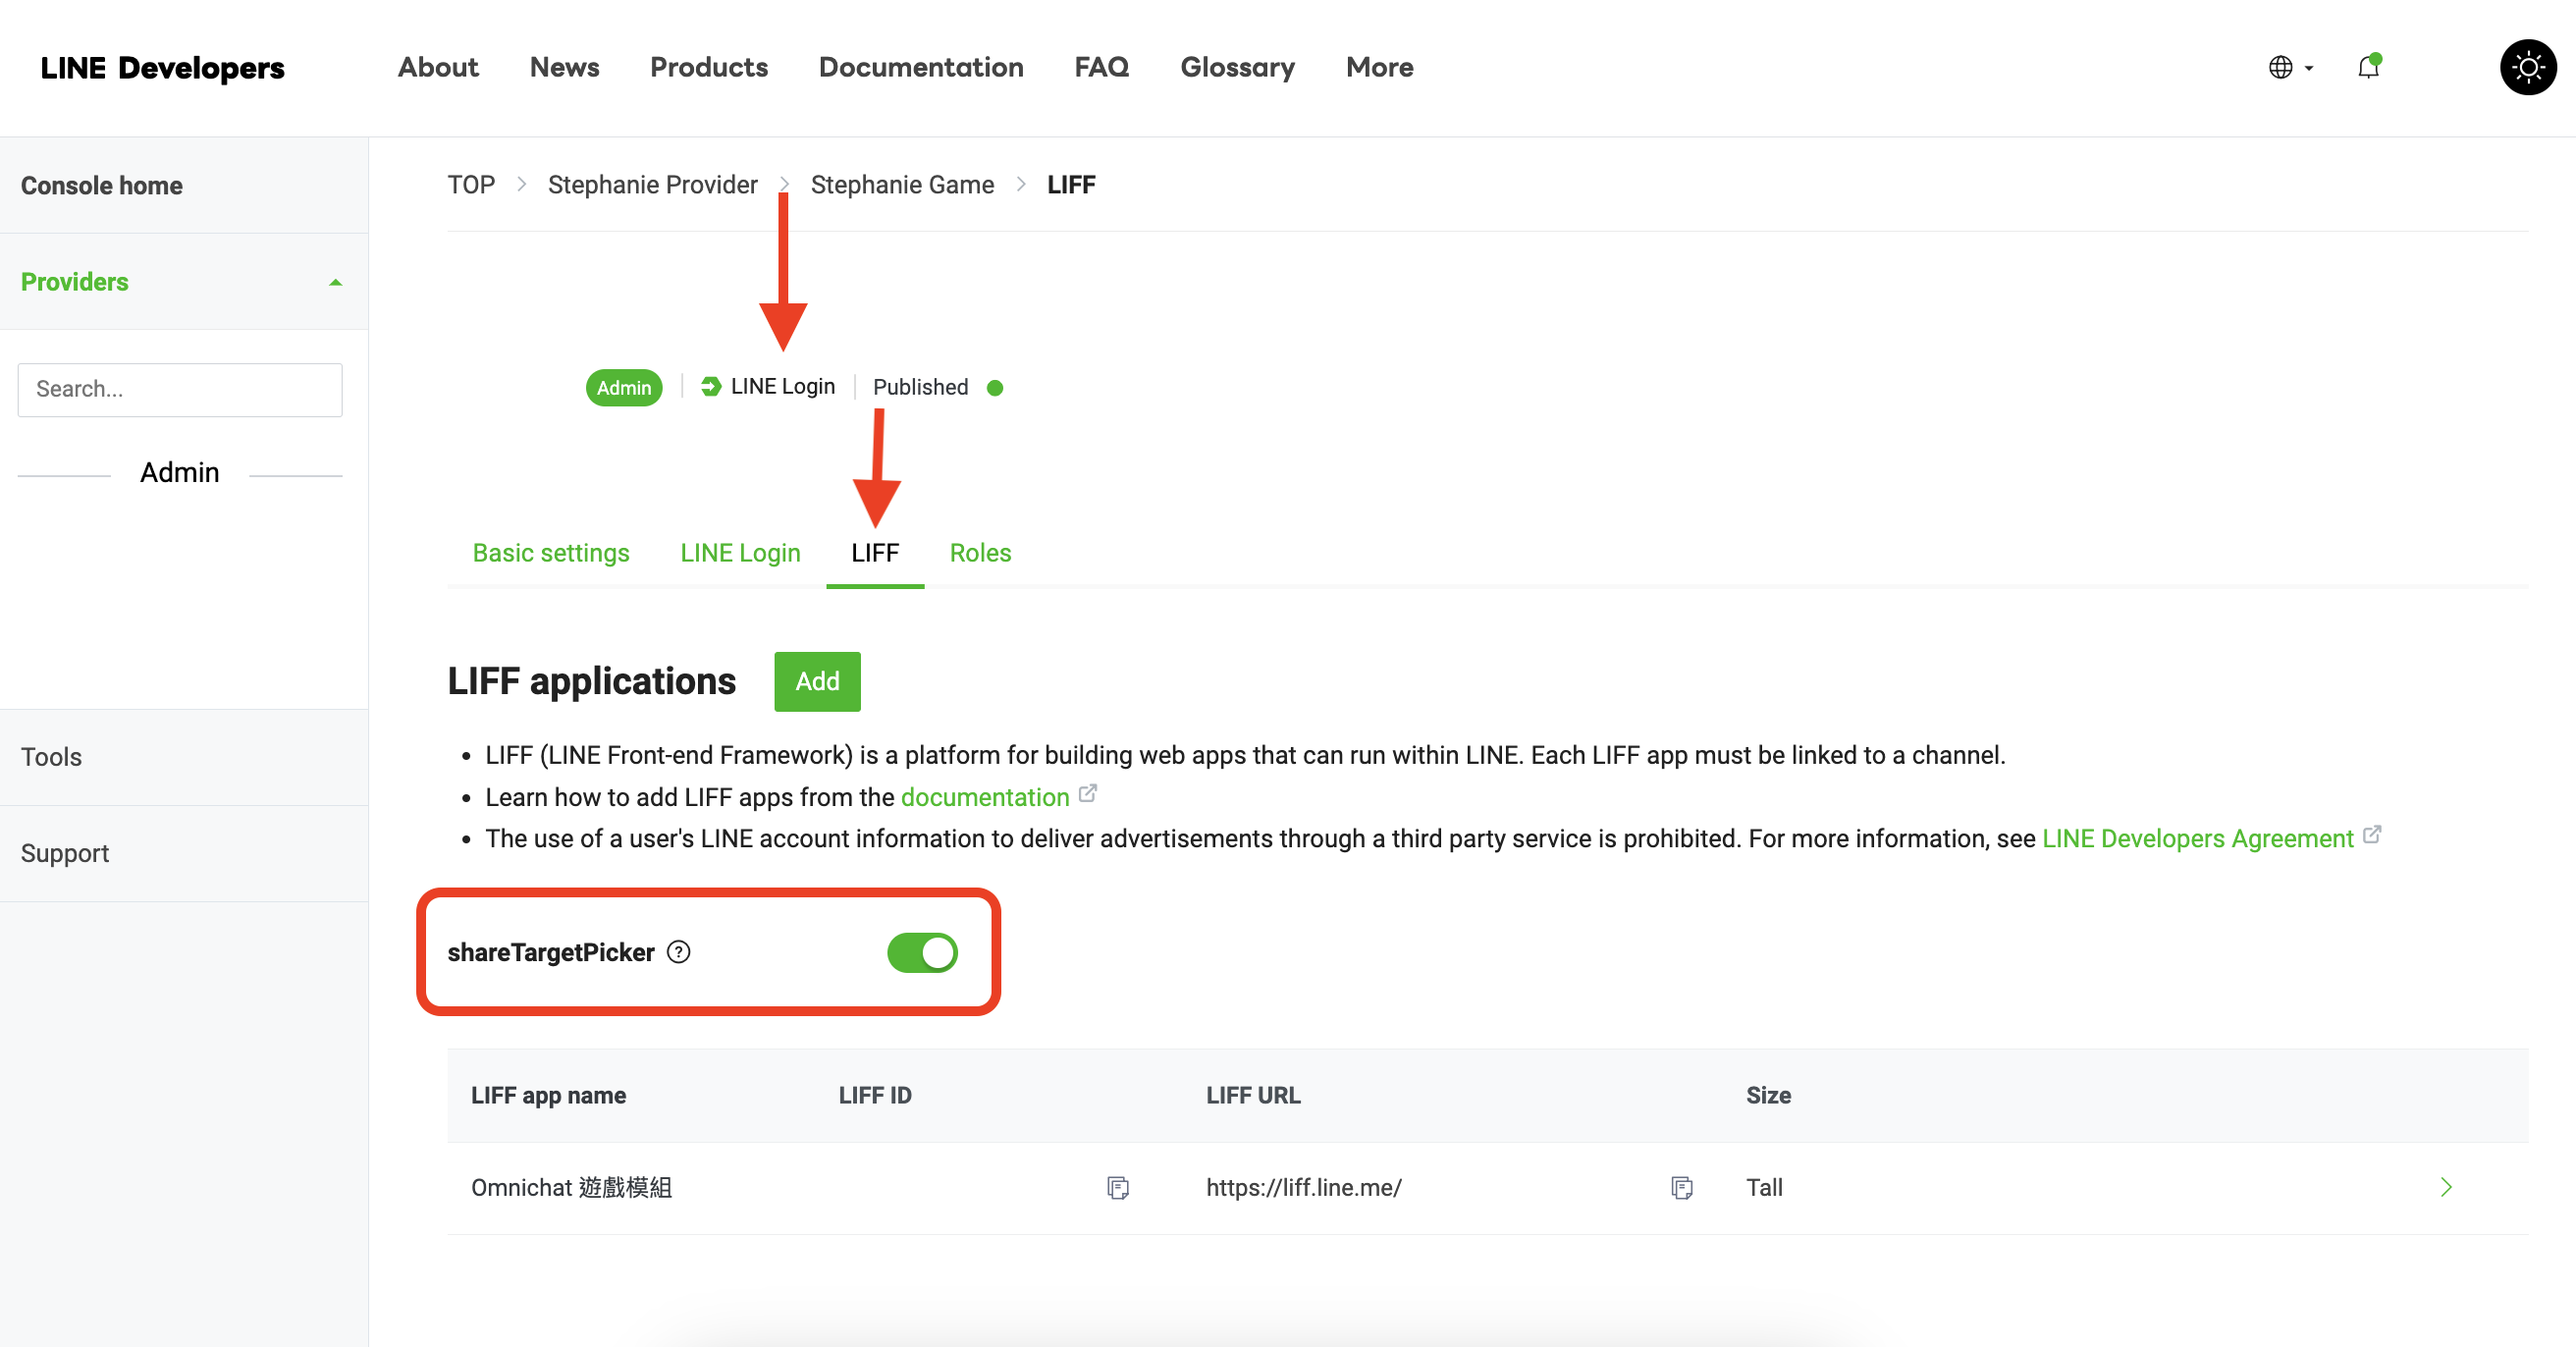 LINE Developers About News Products Documentation FAQ Glossary More
Console home
Providers
Search...
Admin
Tools
Support
TOP Stephanie Provider Stephanie Game LIFF
Admin LINE Login Published
Basic settings LINE Login LIFF Roles
LIFF applications Add
LIFF (LINE Front-end Framework) is a platform for building web apps that can run within LINE. Each LIFF app must be linked to a channel.
Learn how to add LIFF apps from the documentation
The use of a user's LINE account information to deliver advertisements through a third party service is prohibited. For more information, see LINE Developers Agreement
shareTargetPicker ?
LIFF app name LIFF ID LIFF URL Size
Omnichat 遊戲模組 https://liff.line.me/ Tall